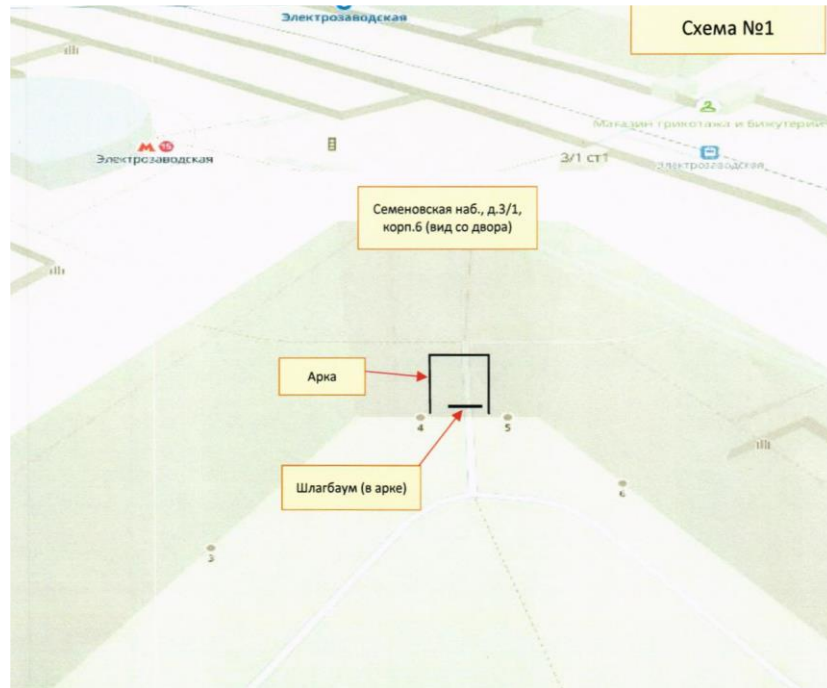 Электрозаводская
Схема №1
Магазин трикотажа и бижутерии
М 15
Электрозаводская
3/1 ст1
Электрозаводская
Семеновская наб., д.3/1,
корп.6 (вид со двора)
Арка
4
5
Шлагбаум (в арке)
6
3